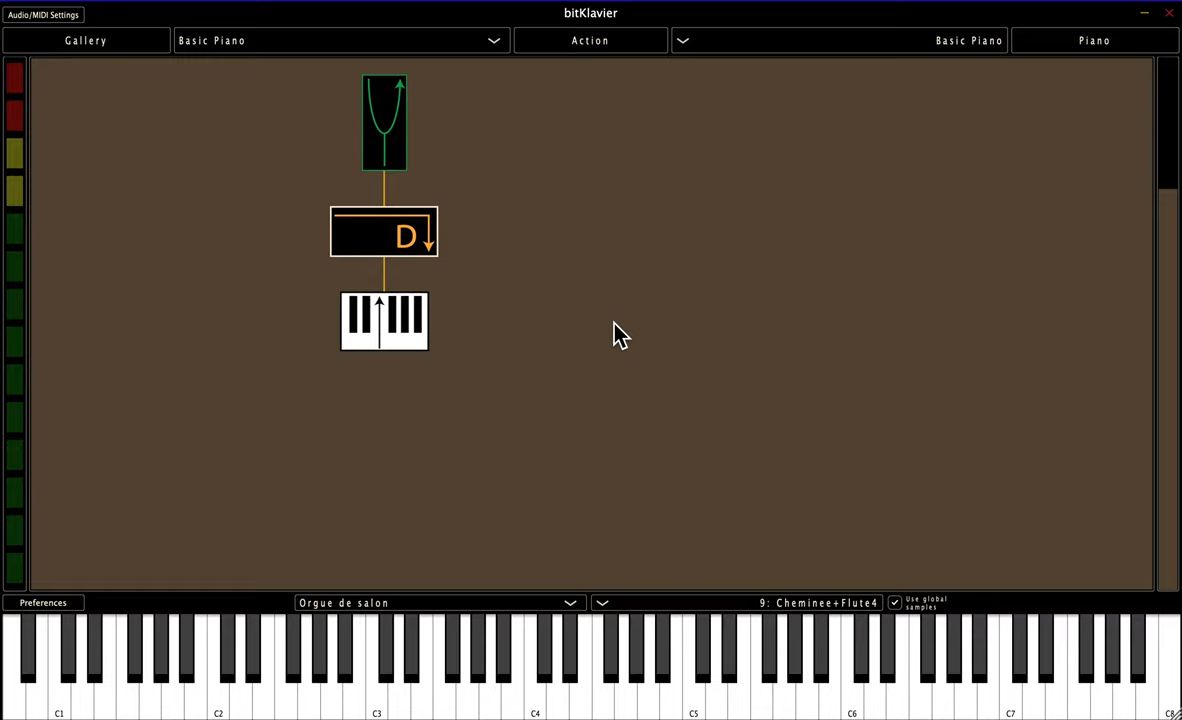 bitKlavier
Audio/MIDI Settings
Gallery
Basic Piano
Action
Basic Piano
Piano
D
Preferences
Orgue de salon
9: Cheminee+Flute4
Use global
samples
C1
C2
C3
C4
C5
C6
C7
C8